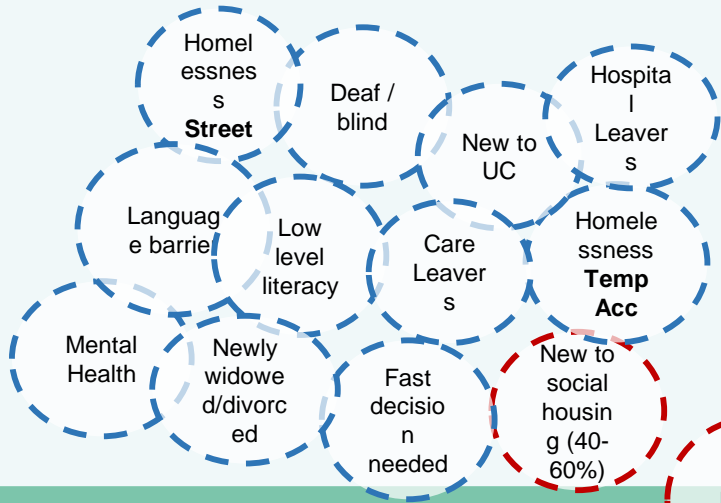 Homel
essnes
s
Street
Deaf /
blind
New to
UC
Hospita
l
Leaver
s
Languag
e barrier
Low
level
literacy
Care
Leaver
s
Homele
ssness
Temp
Acc
Mental
Health
Newly
widowe
d/divorc
ed
Fast
decisio
n
needed
New to
social
housin
g (40-
60%)